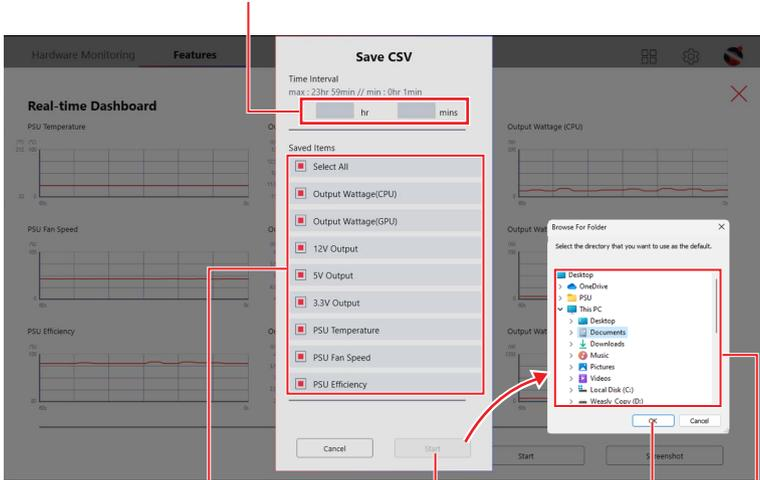 Hardware Monitoring Features
Save CSV
Time Interval
max : 23hr 59min // min : 0hr 1min
hr mins
Real-time Dashboard
PSU Temperature
Output Wattage (CPU)
Saved Items
Select All
Output Wattage(CPU)
Output Wattage(GPU)
12V Output
5V Output
3.3V Output
PSU Temperature
PSU Fan Speed
PSU Efficiency
PSU Fan Speed
PSU Efficiency
Browse For Folder
Select the directory that you want to use as the default.
Desktop
OneDrive
PSU
This PC
Desktop
Documents
Downloads
Music
Pictures
Videos
Local Disk (C:)
Weasly_Copy (D:)
OK Cancel
Cancel Start
Start Screenshot